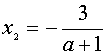 x₂ = − 3/(a+1)